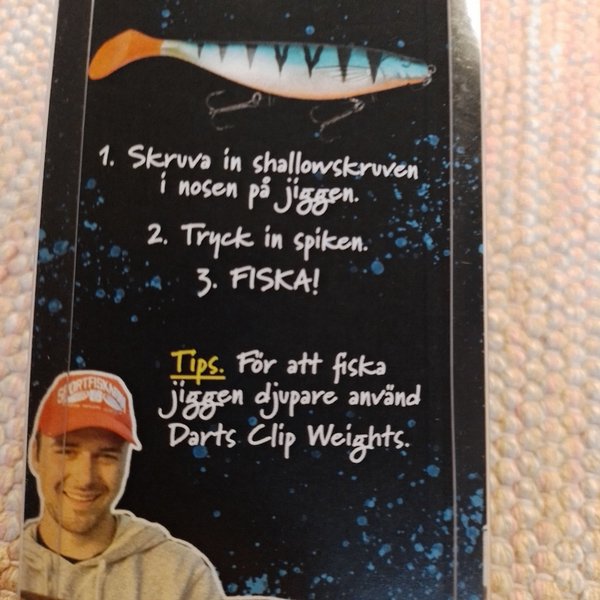 1. Skruva in shallowskruven
i nosen på jiggen.
2. Tryck in spiken.
3. FISKA!
Tips. För att fiska
jiggen djupare använd
Darts Clip Weights.